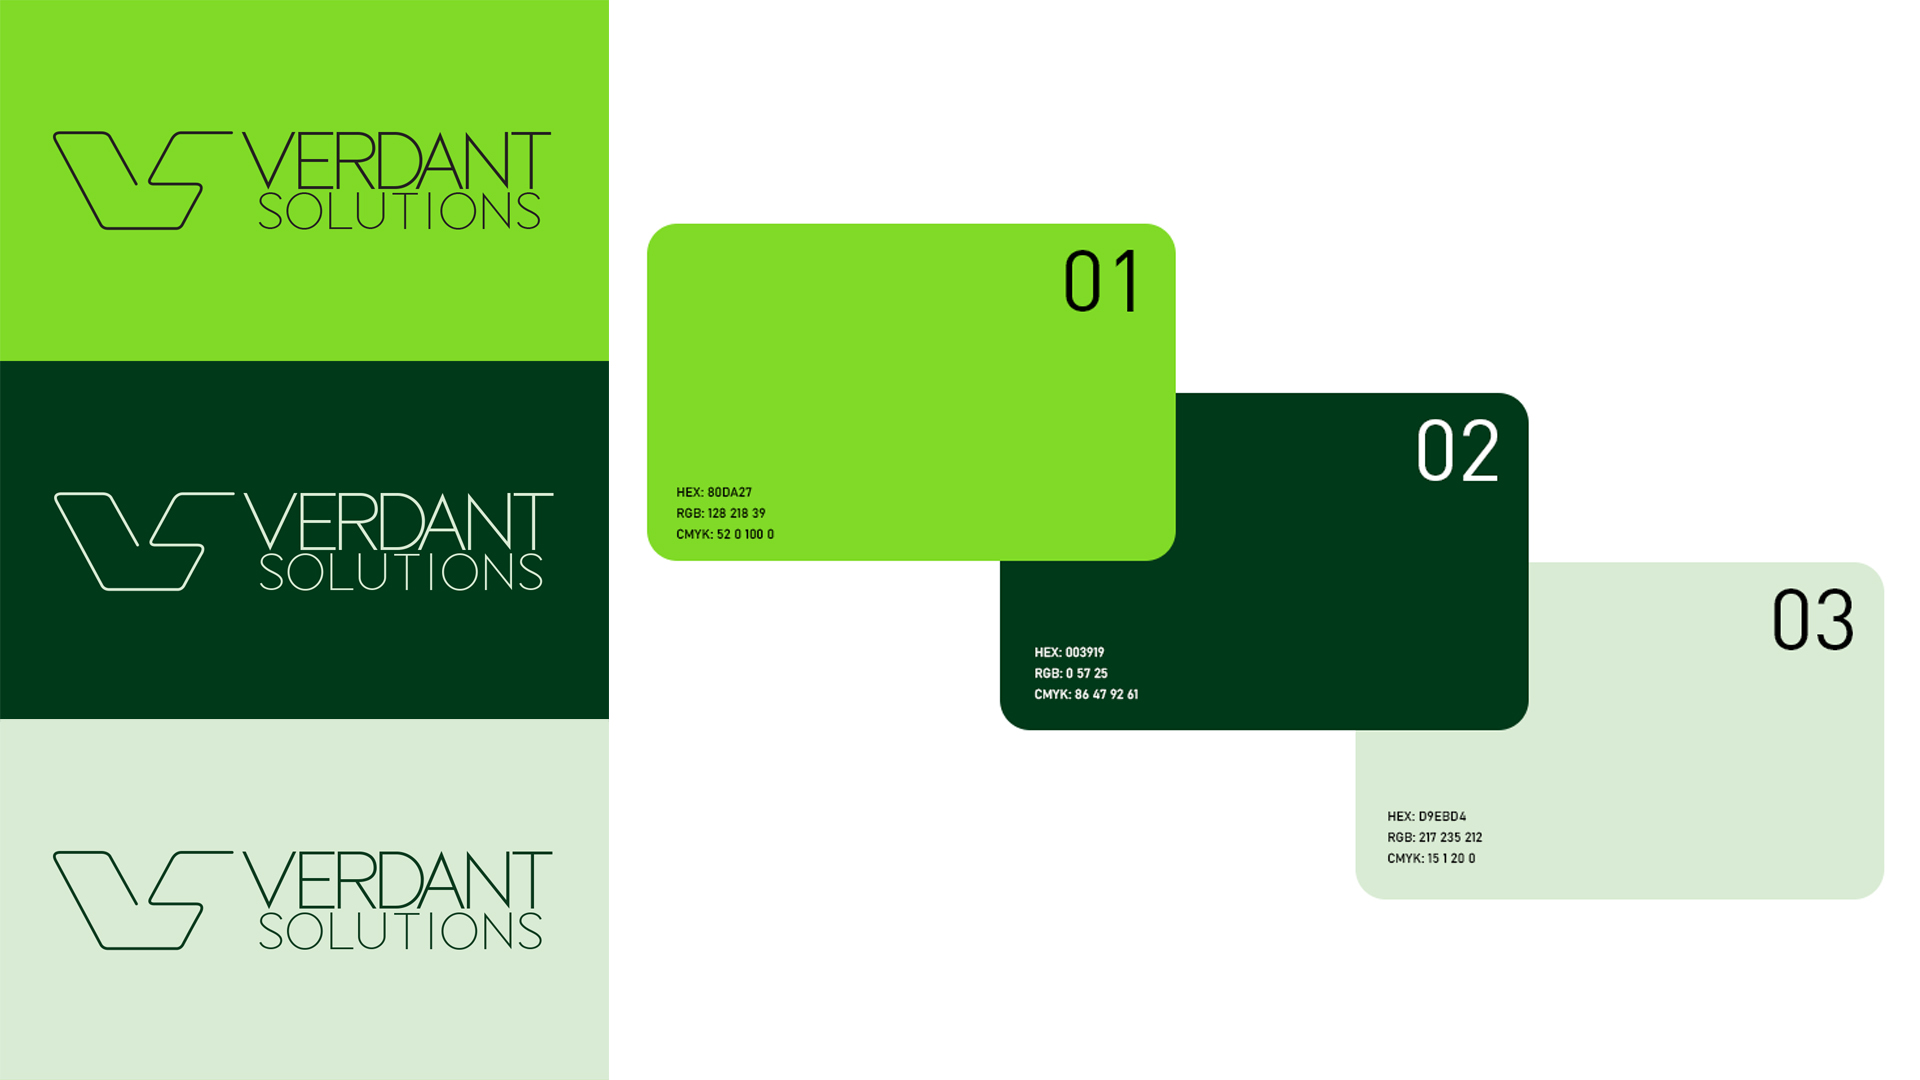 VERDANT
SOLUTIONS
VERDANT
SOLUTIONS
VERDANT
SOLUTIONS
01
HEX: 80DA27
RGB: 128 218 39
CMYK: 52 0 100 0
02
HEX: 003919
RGB: 0 57 25
CMYK: 86 47 92 61
03
HEX: D9EBD4
RGB: 217 235 212
CMYK: 15 1 20 0